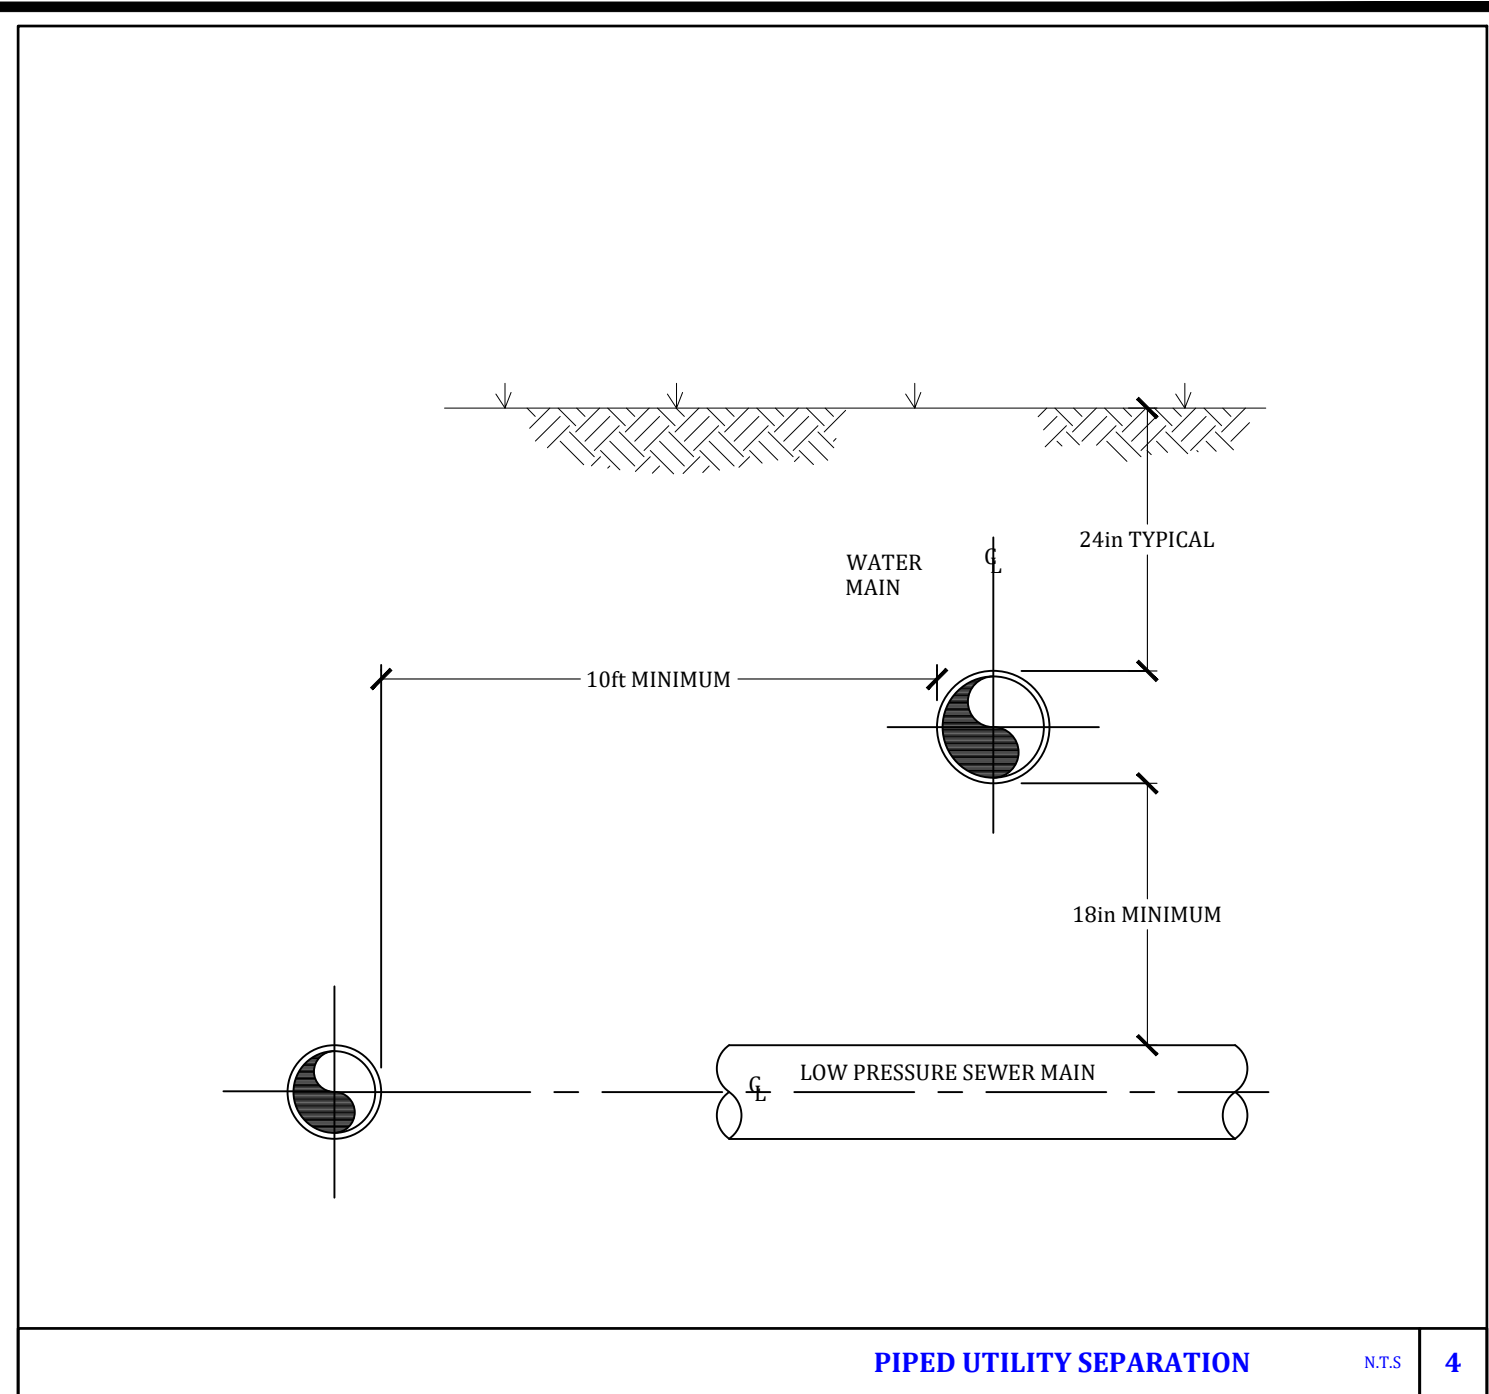 24in TYPICAL
WATER
MAIN
℄
10ft MINIMUM
18in MINIMUM
LOW PRESSURE SEWER MAIN
℄
PIPED UTILITY SEPARATION
N.T.S
4